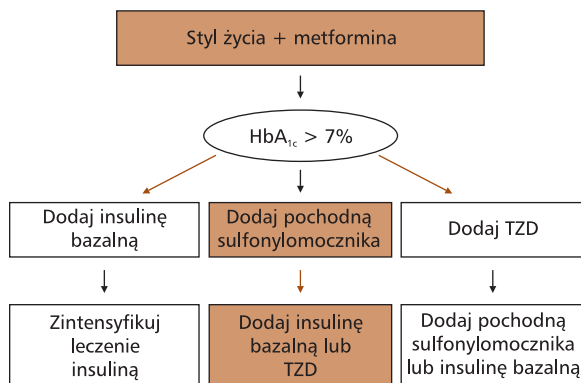 Styl życia + metformina
HbA1c > 7%
Dodaj insulinę
bazalną
Dodaj pochodną
sulfonylomocznika
Dodaj TZD
Zintensyfikuj
leczenie
insuliną
Dodaj insulinę
bazalną lub
TZD
Dodaj pochodną
sulfonylomocznika
lub insulinę bazalną